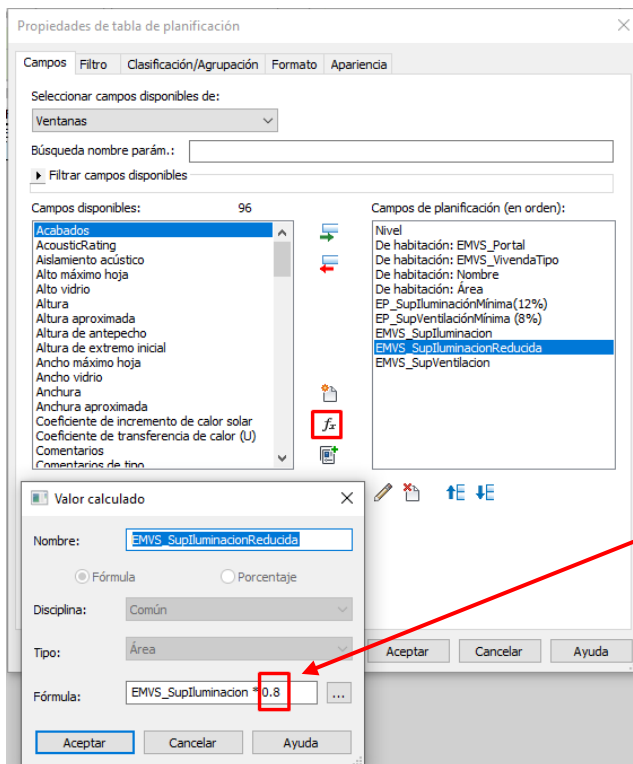 Propiedades de tabla de planificación
Campos Filtro Clasificación/Agrupación Formato Apariencia
Seleccionar campos disponibles de:
Ventanas
Búsqueda nombre parám.:
Filtrar campos disponibles
Campos disponibles: 96
Acabados
AcousticRating
Aislamiento acústico
Alto máximo hoja
Alto vidrio
Altura
Altura aproximada
Altura de antepecho
Altura de extremo inicial
Ancho máximo hoja
Ancho vidrio
Anchura
Anchura aproximada
Coeficiente de incremento de calor solar
Coeficiente de transferencia de calor (U)
Comentarios
Comentarios de tipo
fx
Campos de planificación (en orden):
Nivel
De habitación: EMVS_Portal
De habitación: EMVS_ViviendaTipo
De habitación: Nombre
De habitación: Área
EP_SupIluminaciónMínima(12%)
EP_SupVentilaciónMínima (8%)
EMVS_SupIluminacion
EMVS_SupIluminacionReducida
EMVS_SupVentilacion
Aceptar Cancelar Ayuda
Valor calculado
Nombre: EMVS_SupIluminacionReducida
Fórmula Porcentaje
Disciplina: Común
Tipo: Área
Fórmula: EMVS_SupIluminacion * 0.8 ...
Aceptar Cancelar Ayuda